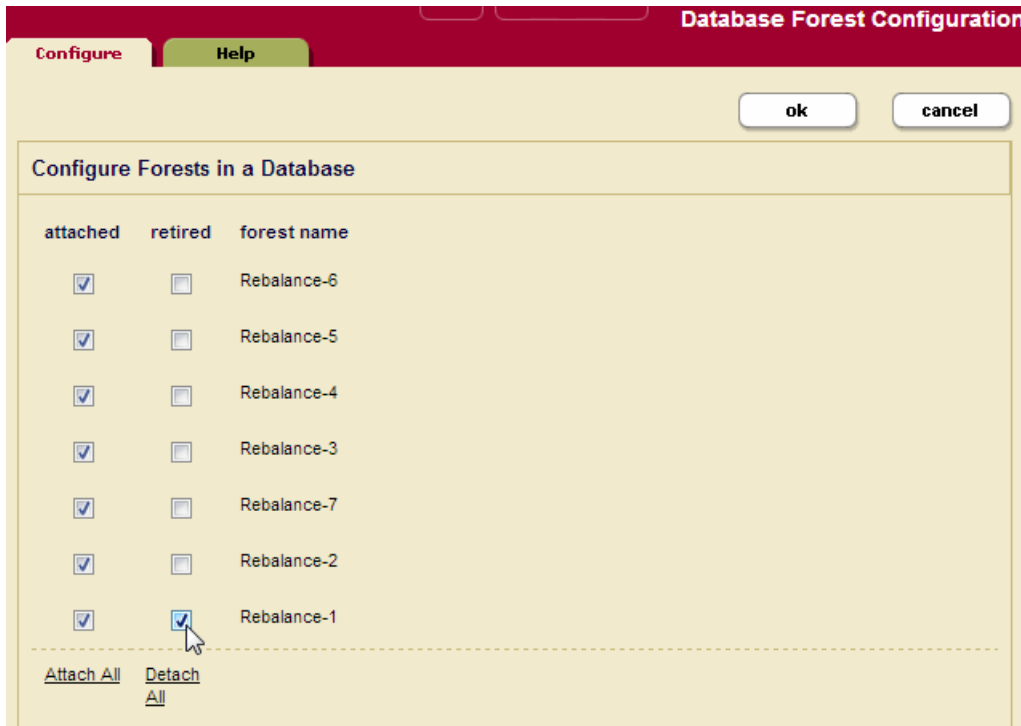 Database Forest Configuration
Configure
Help
ok
cancel
Configure Forests in a Database
attached retired forest name
Rebalance-6
Rebalance-5
Rebalance-4
Rebalance-3
Rebalance-7
Rebalance-2
Rebalance-1
Attach All
Detach
All